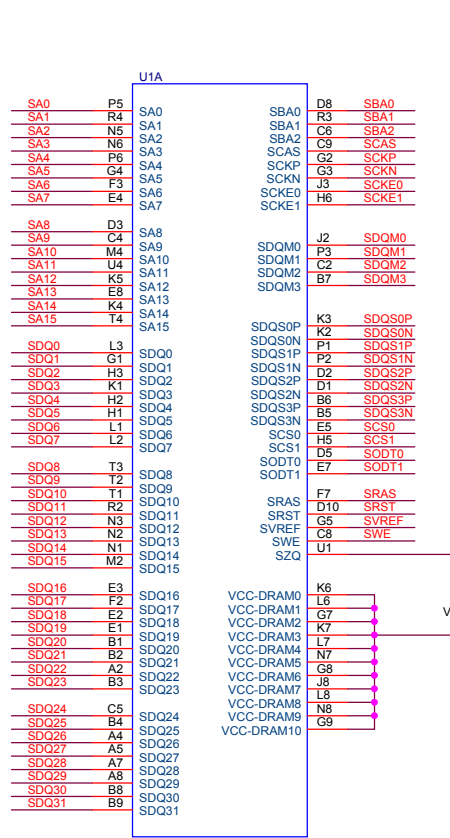 U1A
SA0 P5 SA0 SBA0 D8 SBA0
SA1 R4 SA1 SBA1 R3 SBA1
SA2 N5 SA2 SBA2 C6 SBA2
SA3 N6 SA3 SCAS C9 SCAS
SA4 P6 SA4 SCKP G2 SCKP
SA5 G4 SA5 SCKN G3 SCKN
SA6 F3 SA6 SCKE0 J3 SCKE0
SA7 E4 SA7 SCKE1 H6 SCKE1
SA8 D3 SA8
SA9 C4 SA9 SDQM0 J2 SDQM0
SA10 M4 SA10 SDQM1 P3 SDQM1
SA11 U4 SA11 SDQM2 C2 SDQM2
SA12 K5 SA12 SDQM3 B7 SDQM3
SA13 E8 SA13
SA14 K4 SA14
SA15 T4 SA15 SDQS0P K3 SDQS0P
SDQS0N K2 SDQS0N
SDQ0 L3 SDQ0 SDQS1P P1 SDQS1P
SDQ1 G1 SDQ1 SDQS1N P2 SDQS1N
SDQ2 H3 SDQ2 SDQS2P D2 SDQS2P
SDQ3 K1 SDQ3 SDQS2N D1 SDQS2N
SDQ4 H2 SDQ4 SDQS3P B6 SDQS3P
SDQ5 H1 SDQ5 SDQS3N B5 SDQS3N
SDQ6 L1 SDQ6 SCS0 E5 SCS0
SDQ7 L2 SDQ7 SCS1 H5 SCS1
SODT0 D5 SODT0
SDQ8 T3 SDQ8 SODT1 E7 SODT1
SDQ9 T2 SDQ9
SDQ10 T1 SDQ10 SRAS F7 SRAS
SDQ11 R2 SDQ11 SRST D10 SRST
SDQ12 N3 SDQ12 SVREF G5 SVREF
SDQ13 N2 SDQ13 SWE C8 SWE
SDQ14 N1 SDQ14 SZQ U1
SDQ15 M2 SDQ15
SDQ16 E3 SDQ16 VCC-DRAM0 K6
SDQ17 F2 SDQ17 VCC-DRAM1 L6
SDQ18 E2 SDQ18 VCC-DRAM2 G7 V
SDQ19 E1 SDQ19 VCC-DRAM3 K7
SDQ20 B1 SDQ20 VCC-DRAM4 L7
SDQ21 B2 SDQ21 VCC-DRAM5 N7
SDQ22 A2 SDQ22 VCC-DRAM6 G8
SDQ23 B3 SDQ23 VCC-DRAM7 J8
VCC-DRAM8 L8
SDQ24 C5 SDQ24 VCC-DRAM9 N8
SDQ25 B4 SDQ25 VCC-DRAM10 G9
SDQ26 A4 SDQ26
SDQ27 A5 SDQ27
SDQ28 A7 SDQ28
SDQ29 A8 SDQ29
SDQ30 B8 SDQ30
SDQ31 B9 SDQ31